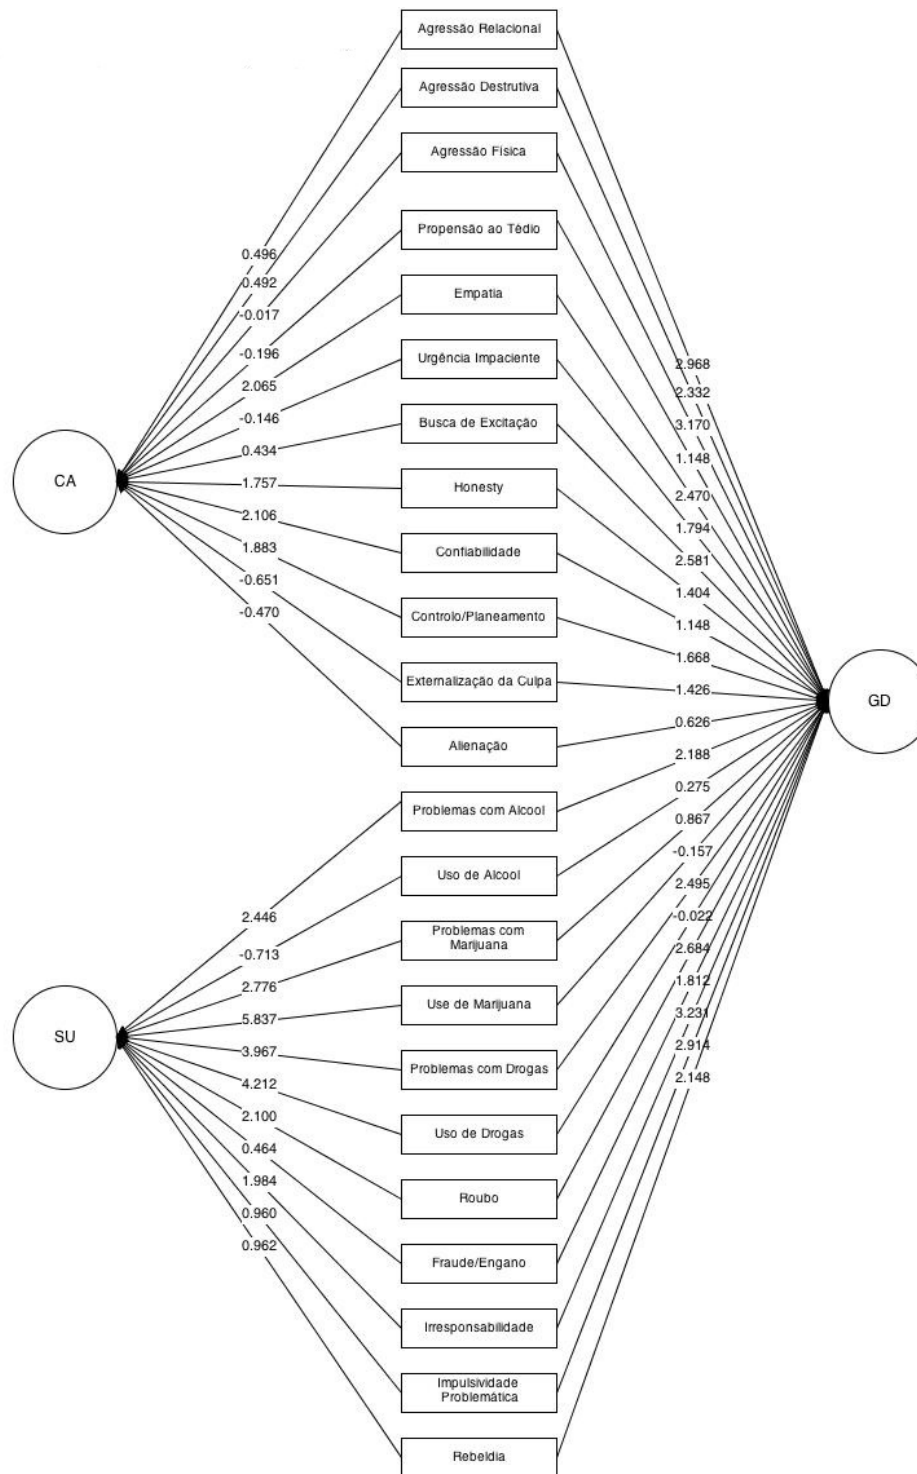 Agressão Relacional
Agressão Destrutiva
Agressão Física
Propensão ao Tédio
Empatia
Urgência Impaciente
Busca de Excitação
Honesty
Confiabilidade
Controlo/Planeamento
Externalização da Culpa
Alienação
Problemas com Alcool
Uso de Alcool
Problemas com
Marijuana
Use de Marijuana
Problemas com Drogas
Uso de Drogas
Roubo
Fraude/Engano
Irresponsabilidade
Impulsividade
Problemática
Rebeldia
CA
0.496
0.492
-0.017
-0.196
2.065
-0.146
0.434
1.757
2.106
1.883
-0.651
-0.470
SU
2.446
-0.713
2.776
5.837
3.967
4.212
2.100
0.464
1.984
0.960
0.962
GD
2.968
2.332
3.170
1.148
2.470
1.794
2.581
1.404
1.148
1.668
1.426
0.626
2.188
0.275
0.867
-0.157
2.495
-0.022
2.684
1.812
3.231
2.914
2.148